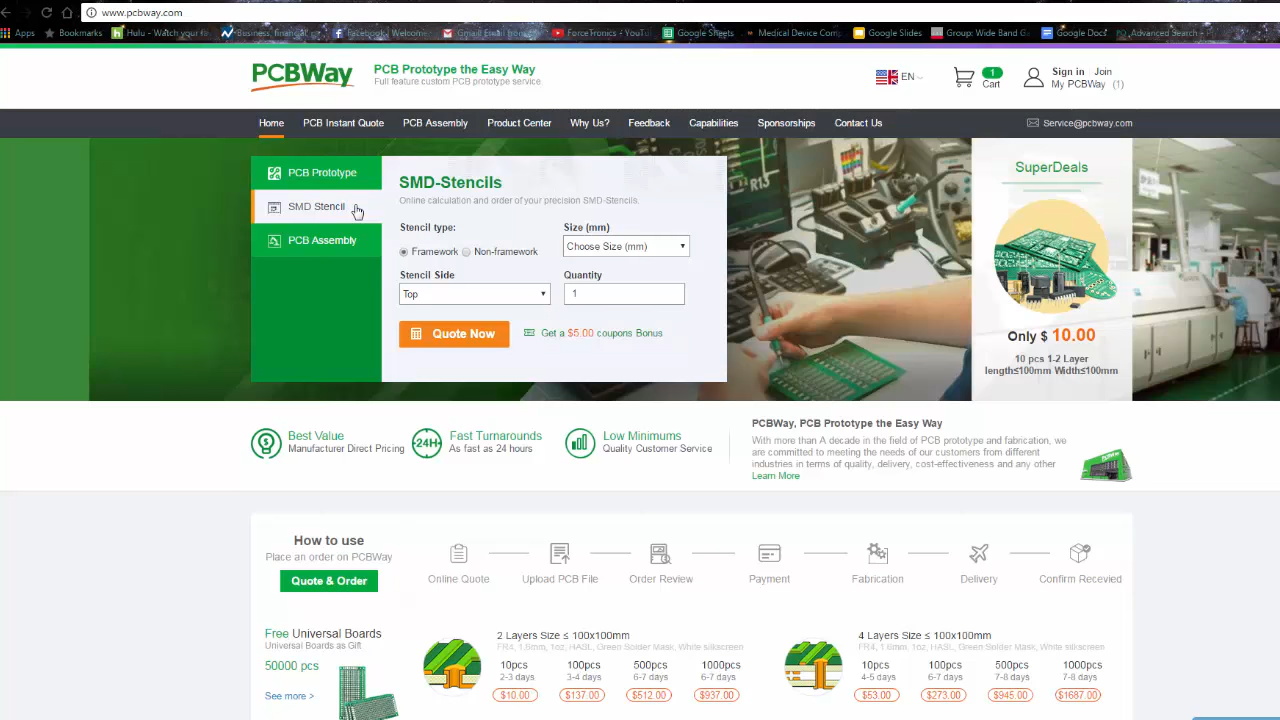 www.pcbway.com
Apps Bookmarks Hulu - Watch your fa Business, financial, Facebook | Welcome Gmail Email from ForceTronics - YouTu Google Sheets Medical Device Com Google Slides Group: Wide Band G Google Docs Advanced Search
PCBWay PCB Prototype the Easy Way
Full feature custom PCB prototype service.
EN 1 Cart Sign in Join
My PCBWay (1)
Home PCB Instant Quote PCB Assembly Product Center Why Us? Feedback Capabilities Sponsorships Contact Us Service@pcbway.com
PCB Prototype
SMD Stencil
PCB Assembly
SMD-Stencils
Online calculation and order of your precision SMD-Stencils.
Stencil type: Size (mm)
Framework Non-framework Choose Size (mm)
Stencil Side Quantity
Top 1
Quote Now Get a $5.00 coupons Bonus
R13
SuperDeals
Only $ 10.00
10 pcs 1-2 Layer
length≤100mm Width≤100mm
Best Value
Manufacturer Direct Pricing
24H
Fast Turnarounds
As fast as 24 hours
Low Minimums
Quality Customer Service
PCBWay, PCB Prototype the Easy Way
With more than A decade in the field of PCB prototype and fabrication, we
are committed to meeting the needs of our customers from different
industries in terms of quality, delivery, cost-effectiveness and any other
Learn More
PCBWAY
How to use
Place an order on PCBWay
Quote & Order
Online Quote Upload PCB File Order Review Payment Fabrication Delivery Confirm Recevied
Free Universal Boards
Universal Boards as Gift
50000 pcs
See more >
2 Layers Size ≤ 100x100mm
FR4, 1.6mm, 1oz, HASL, Green Solder Mask, White silkscreen
10pcs 100pcs 500pcs 1000pcs
2-3 days 3-4 days 6-7 days 6-7 days
$10.00 $137.00 $512.00 $937.00
4 Layers Size ≤ 100x100mm
FR4, 1.6mm, 1oz, HASL, Green Solder Mask, White silkscreen
10pcs 100pcs 500pcs 1000pcs
4-5 days 6-7 days 7-8 days 7-8 days
$53.00 $273.00 $945.00 $1687.00